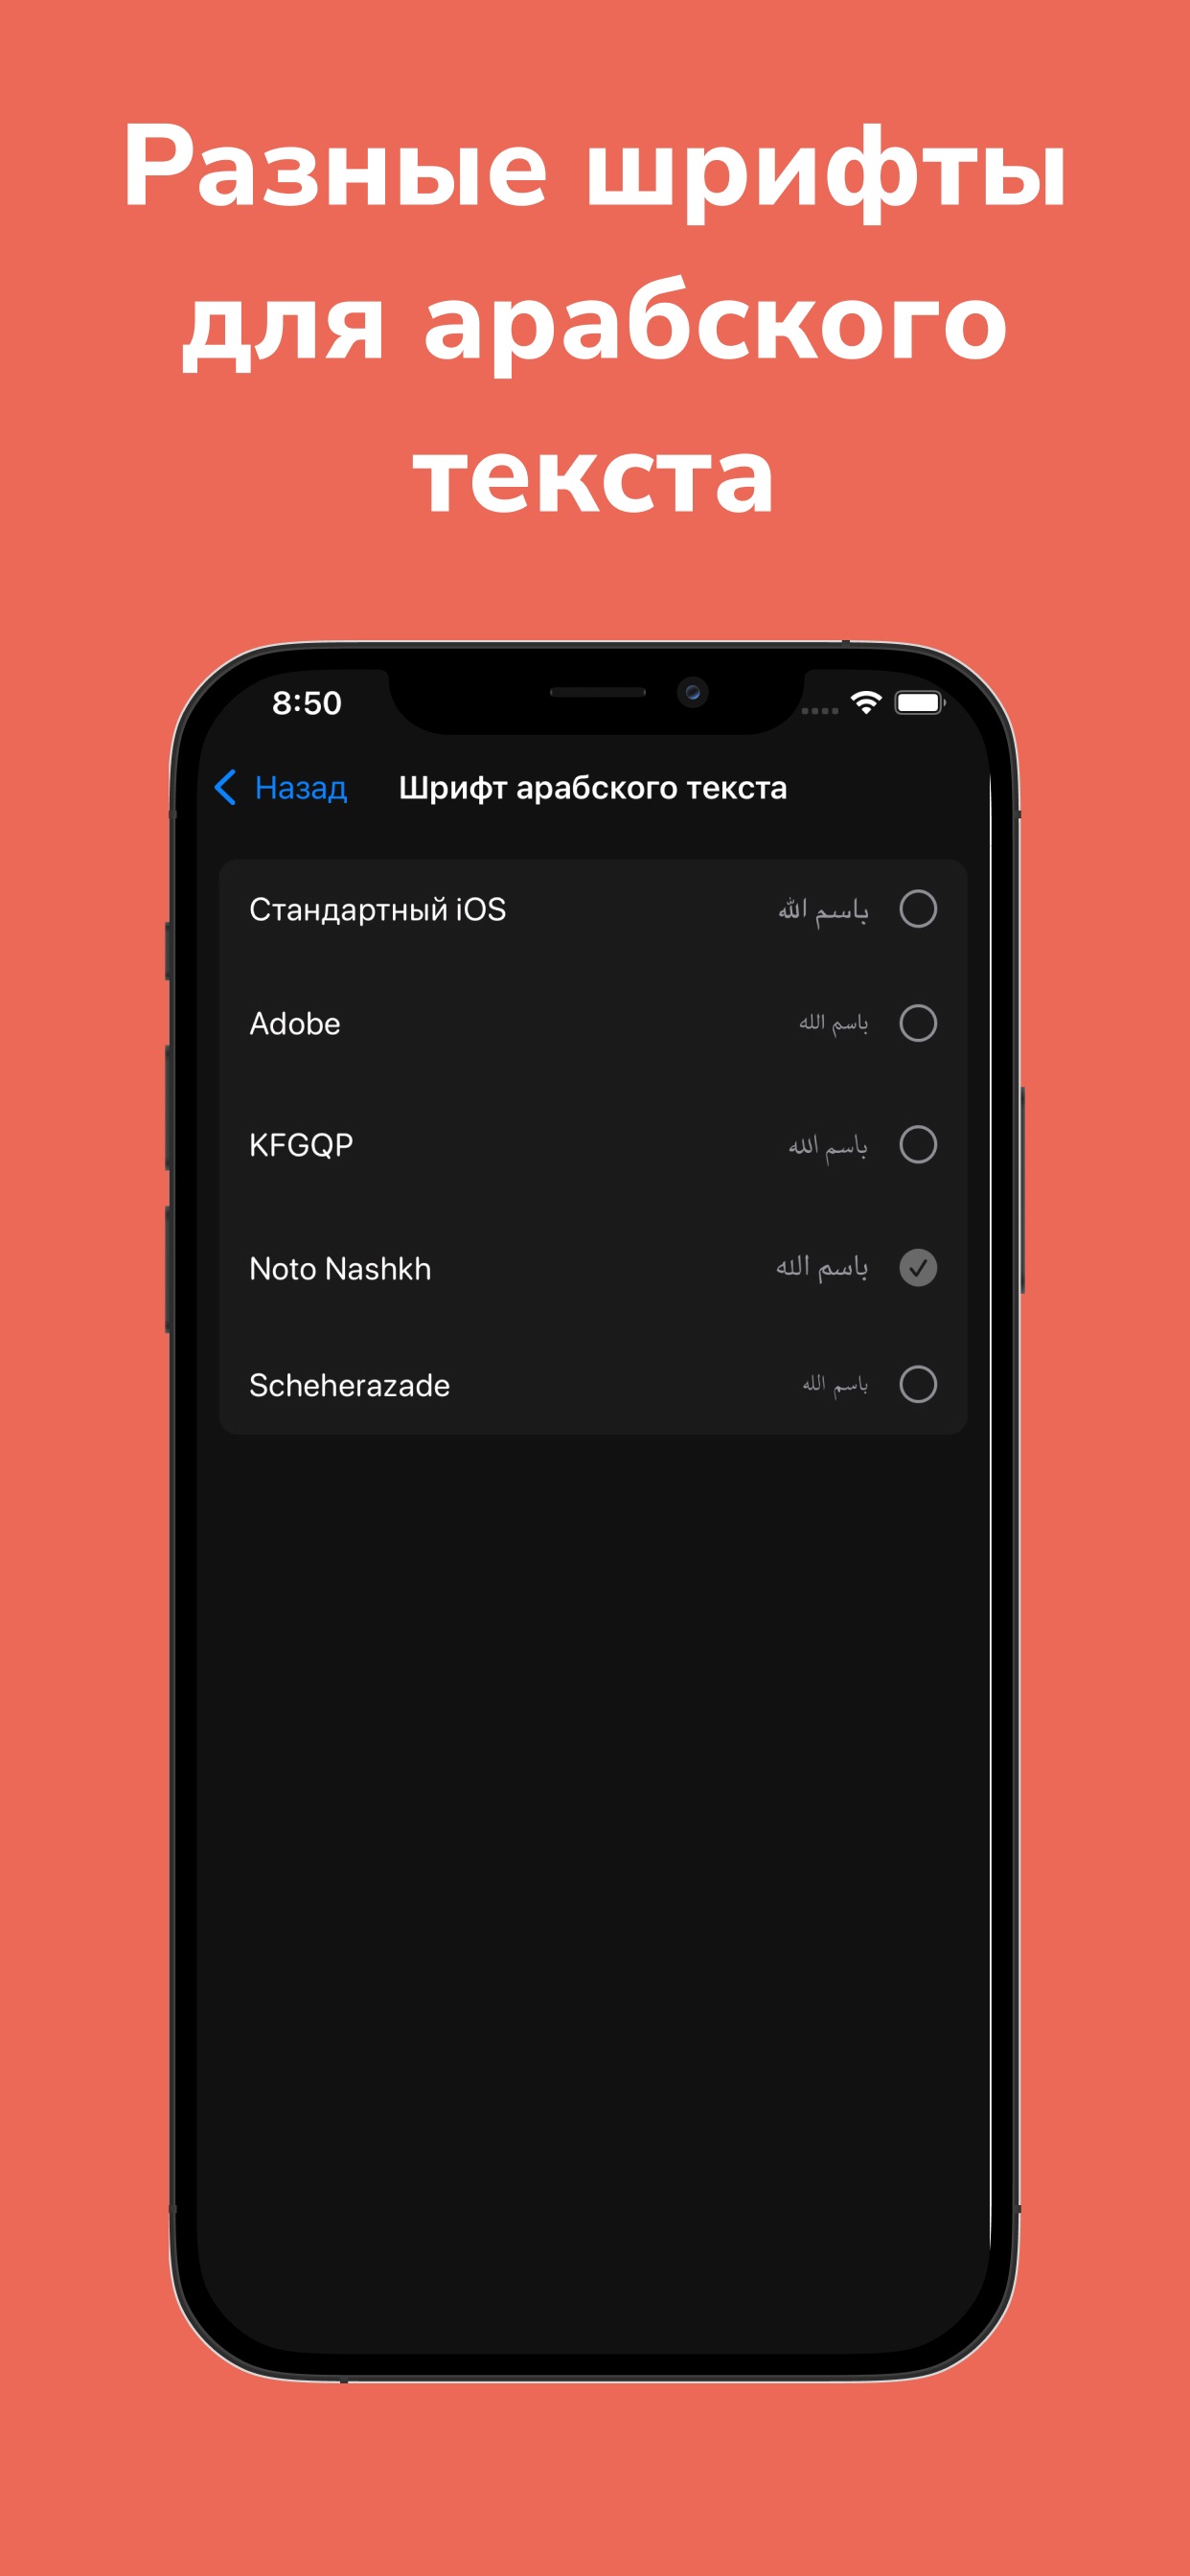 Разные шрифты
для арабского
текста
8:50
Назад Шрифт арабского текста
Стандартный iOS باسم الله
Adobe باسم الله
KFGQP باسم الله
Noto Nashkh باسم الله
Scheherazade باسم الله